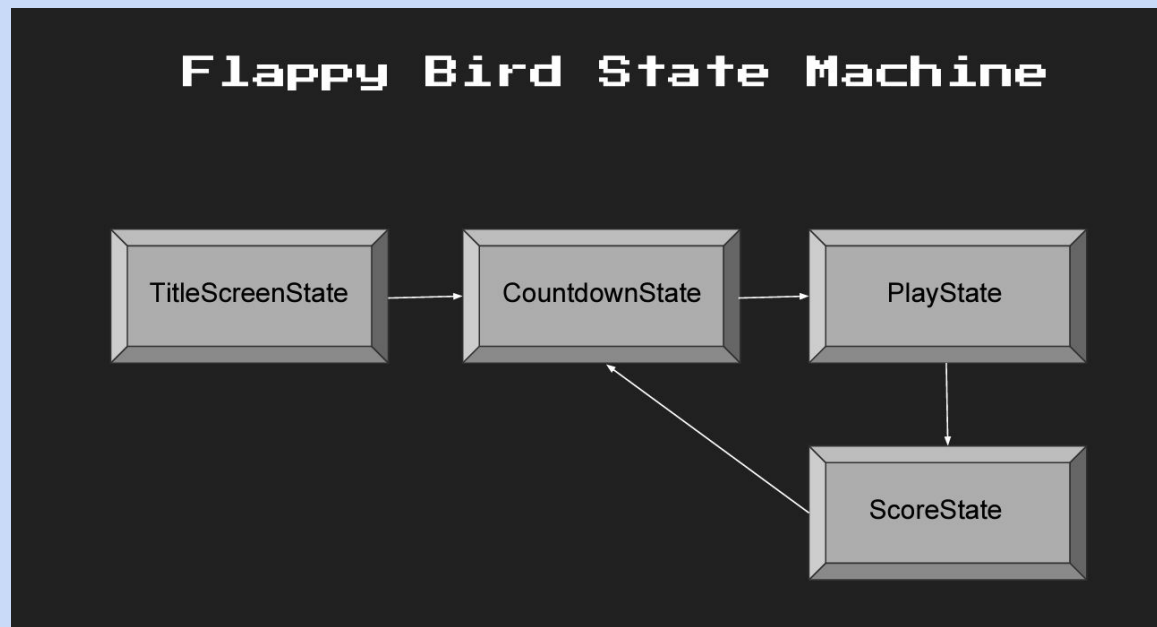 Flappy Bird State Machine
TitleScreenState
CountdownState
PlayState
ScoreState